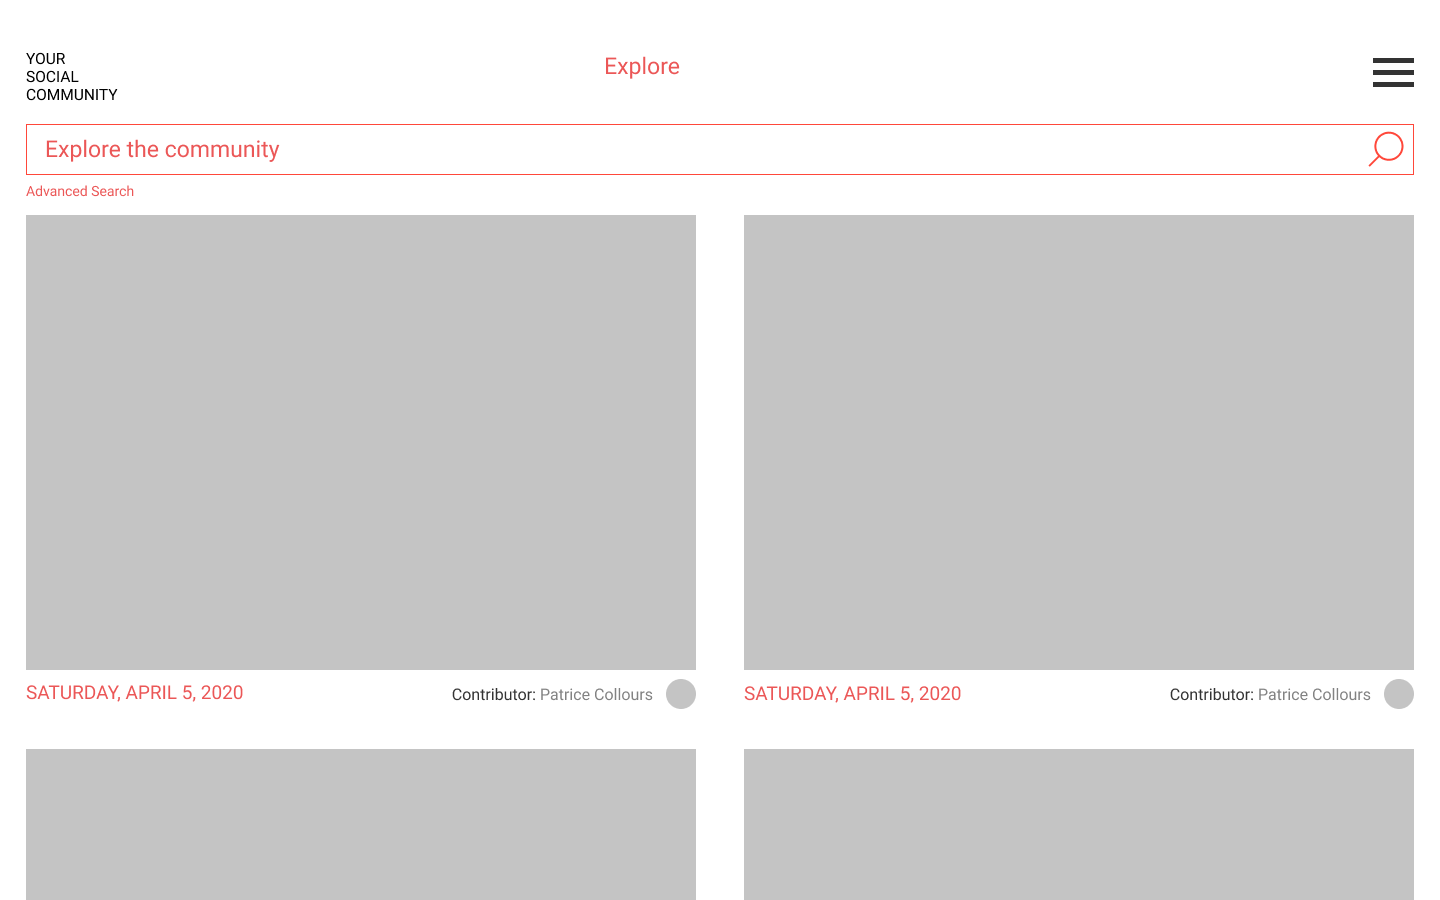 YOUR
SOCIAL
COMMUNITY
Explore
Explore the community
Advanced Search
SATURDAY, APRIL 5, 2020
Contributor: Patrice Collours
SATURDAY, APRIL 5, 2020
Contributor: Patrice Collours